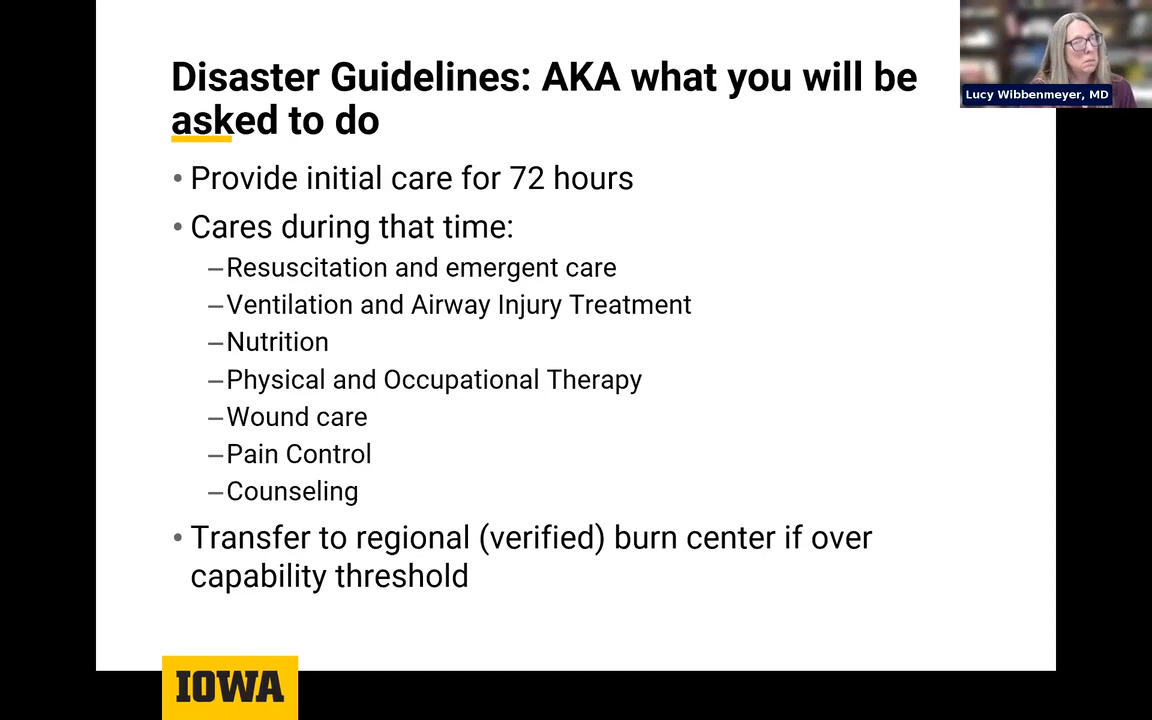 Disaster Guidelines: AKA what you will be
asked to do
• Provide initial care for 72 hours
• Cares during that time:
–Resuscitation and emergent care
–Ventilation and Airway Injury Treatment
–Nutrition
–Physical and Occupational Therapy
–Wound care
–Pain Control
–Counseling
• Transfer to regional (verified) burn center if over
capability threshold
IOWA
Lucy Wibbenmeyer, MD